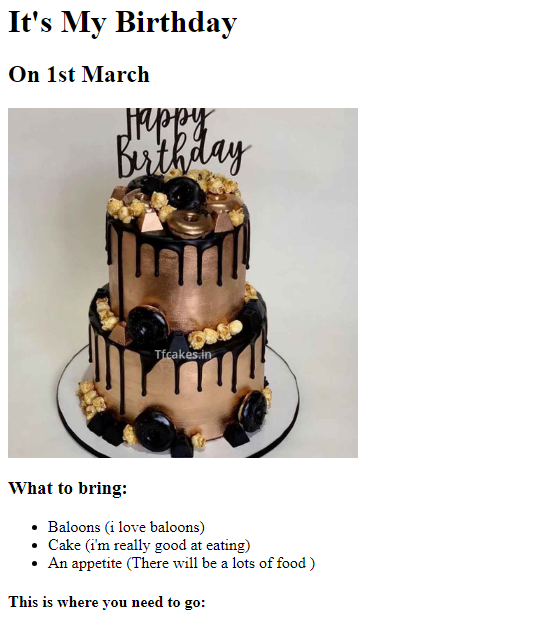 It's My Birthday
On 1st March
Happy
Birthday
Tfcakes.in
What to bring:
Baloons (i love baloons)
Cake (i'm really good at eating)
An appetite (There will be a lots of food )
This is where you need to go: